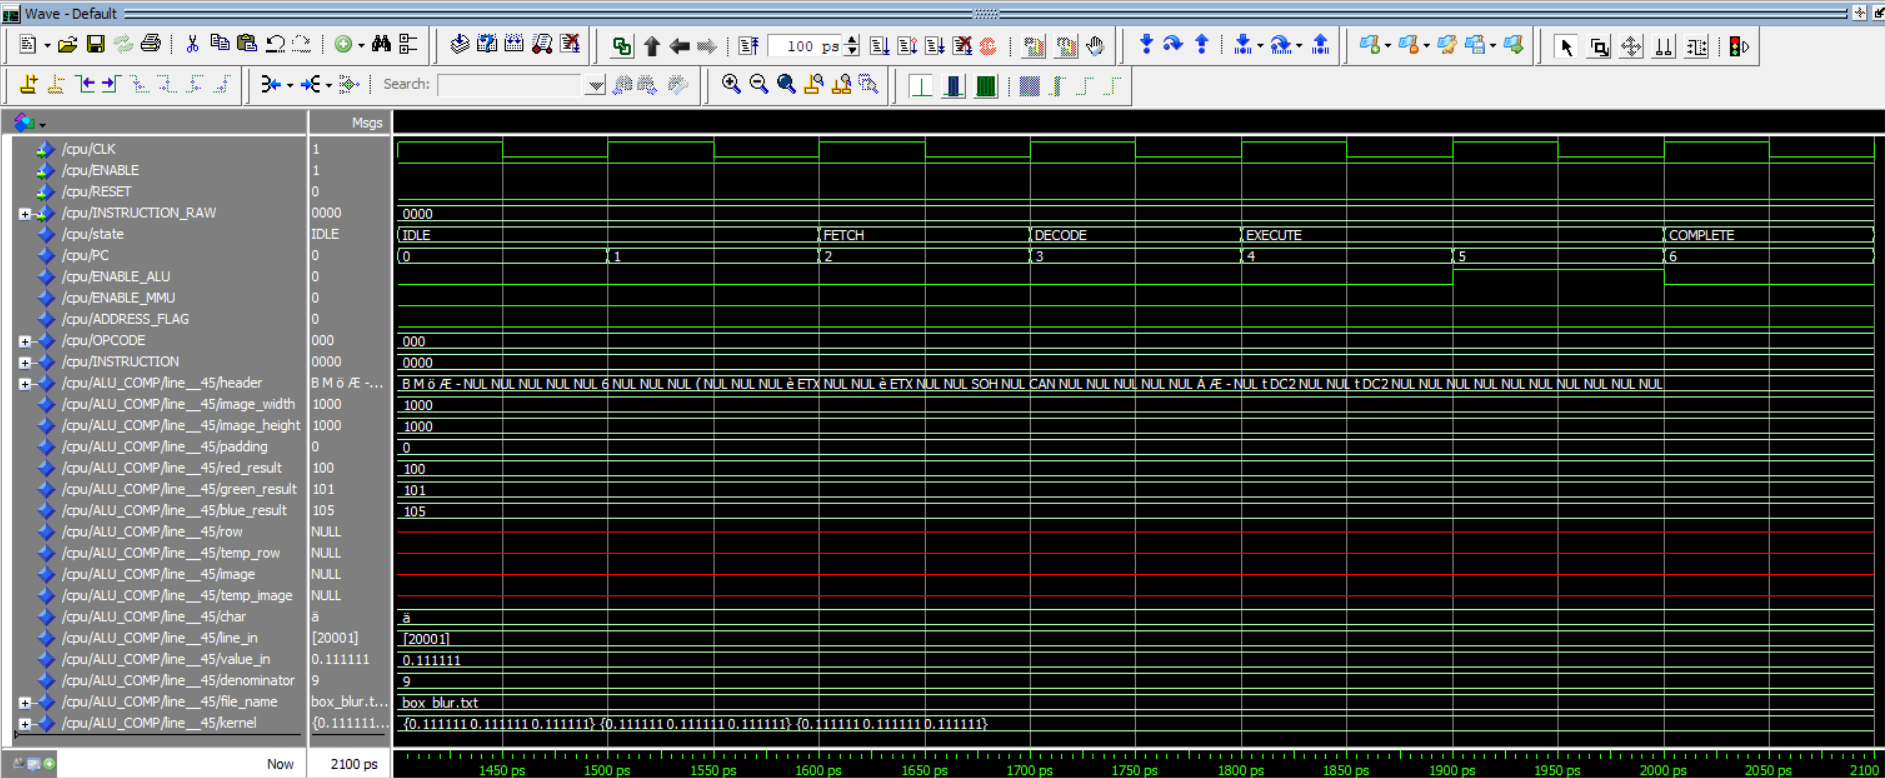 Wave - Default
100 ps
Search:
Msgs
/cpu/CLK 1
/cpu/ENABLE 1
/cpu/RESET 0
/cpu/INSTRUCTION_RAW 0000 0000
/cpu/state IDLE IDLE FETCH DECODE EXECUTE COMPLETE
/cpu/PC 0 0 1 2 3 4 5 6
/cpu/ENABLE_ALU 0
/cpu/ENABLE_MMU 0
/cpu/ADDRESS_FLAG 0
/cpu/OPCODE 000 000
/cpu/INSTRUCTION 0000 0000
/cpu/ALU_COMP/line__45/header B M ö Æ -... B M ö Æ - NUL NUL NUL NUL NUL 6 NUL NUL NUL ( NUL NUL NUL è ETX NUL NUL è ETX NUL NUL SOH NUL CAN NUL NUL NUL NUL NUL Á Æ - NUL t DC2 NUL NUL t DC2 NUL NUL NUL NUL NUL NUL NUL NUL NUL NUL
/cpu/ALU_COMP/line__45/image_width 1000 1000
/cpu/ALU_COMP/line__45/image_height 1000 1000
/cpu/ALU_COMP/line__45/padding 0 0
/cpu/ALU_COMP/line__45/red_result 100 100
/cpu/ALU_COMP/line__45/green_result 101 101
/cpu/ALU_COMP/line__45/blue_result 105 105
/cpu/ALU_COMP/line__45/row NULL
/cpu/ALU_COMP/line__45/temp_row NULL
/cpu/ALU_COMP/line__45/image NULL
/cpu/ALU_COMP/line__45/temp_image NULL
/cpu/ALU_COMP/line__45/char ä ä
/cpu/ALU_COMP/line__45/line_in [20001] [20001]
/cpu/ALU_COMP/line__45/value_in 0.111111 0.111111
/cpu/ALU_COMP/line__45/denominator 9 9
/cpu/ALU_COMP/line__45/file_name box_blur.t... box_blur.txt
/cpu/ALU_COMP/line__45/kernel {0.111111... {0.111111 0.111111 0.111111} {0.111111 0.111111 0.111111} {0.111111 0.111111 0.111111}
Now 2100 ps 1450 ps 1500 ps 1550 ps 1600 ps 1650 ps 1700 ps 1750 ps 1800 ps 1850 ps 1900 ps 1950 ps 2000 ps 2050 ps 2100